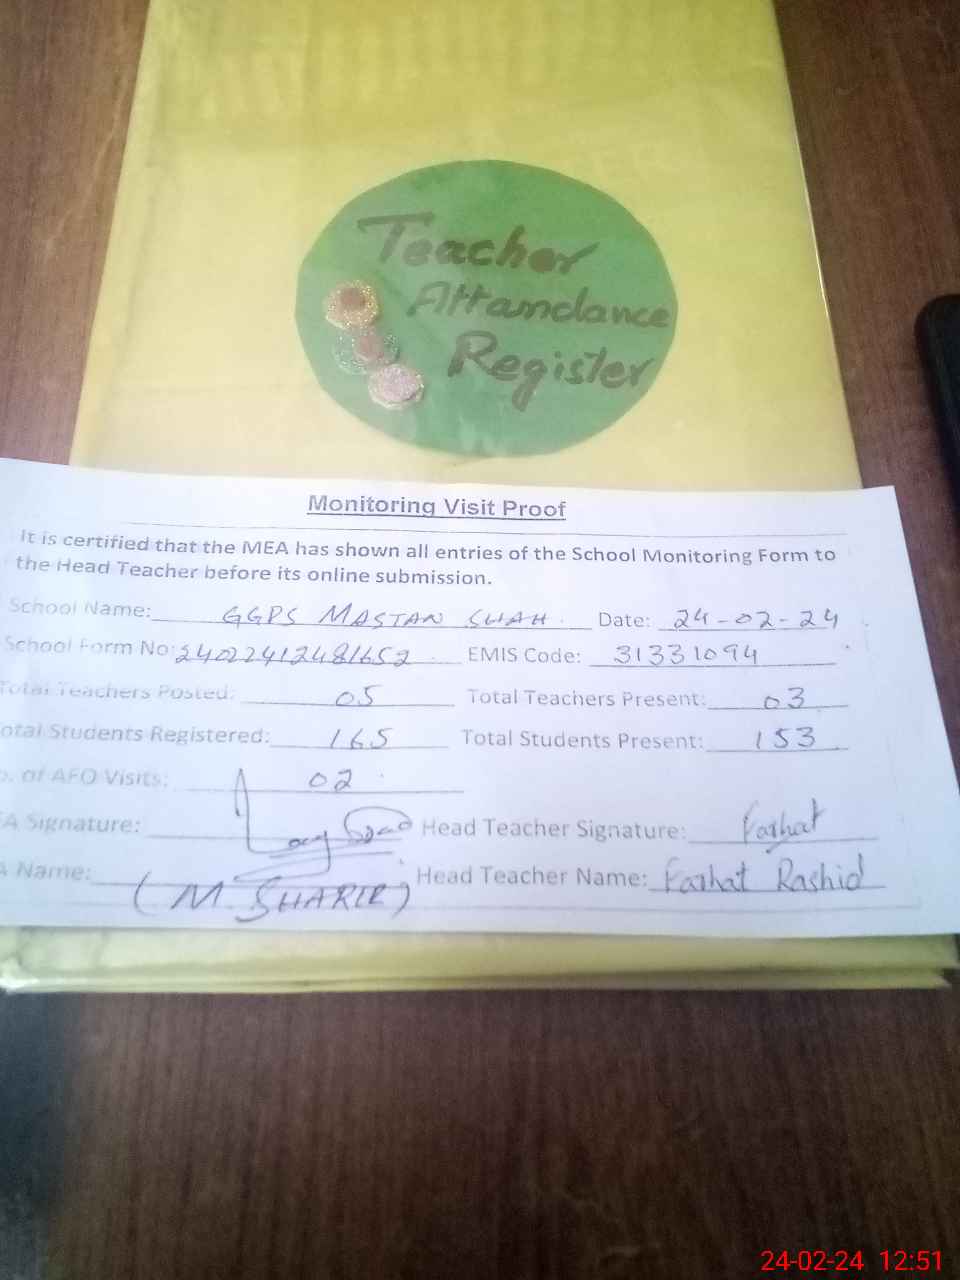 Teacher
Attandance
Register
Monitoring Visit Proof
It is certified that the MEA has shown all entries of the School Monitoring Form to
the Head Teacher before its online submission.
School Name: GGPS MASTAN SHAH Date: 24-02-24
School Form No: 24022412481652 EMIS Code: 31331094
Total Teachers Posted: 05 Total Teachers Present: 03
otal Students Registered: 165 Total Students Present: 153
o. of AFO Visits: 02
EA Signature: Head Teacher Signature: Farhat
A Name: (M. SHARIF) Head Teacher Name: Farhat Rashid
24-02-24 12:51